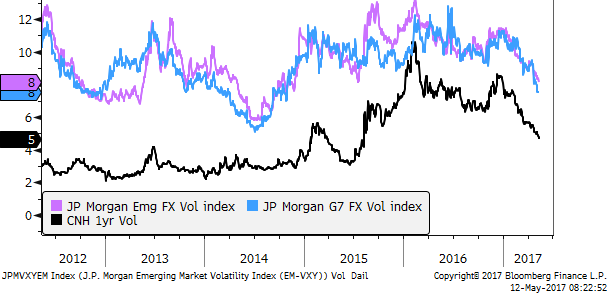 12
10
8
8
8
6
5
4
2
0
JP Morgan Emg FX Vol index JP Morgan G7 FX Vol index
CNH 1yr Vol
2012 2013 2014 2015 2016 2017
JPMVXYEM Index (J.P. Morgan Emerging Market Volatility Index (EM-VXY)) Vol Dail Copyright© 2017 Bloomberg Finance L.P.
12-May-2017 08:22:52